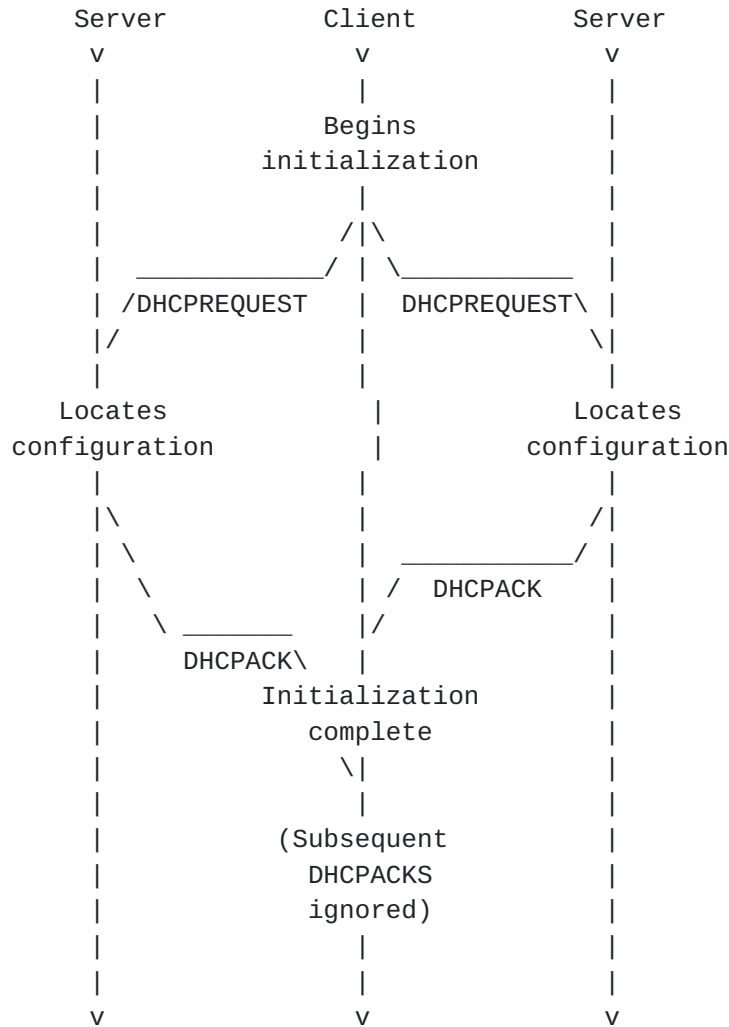 Server Client Server
v v v
Begins
initialization
DHCPREQUEST DHCPREQUEST
Locates Locates
configuration configuration
DHCPACK
DHCPACK
Initialization
complete
(Subsequent
DHCPACKS
ignored)
v v v